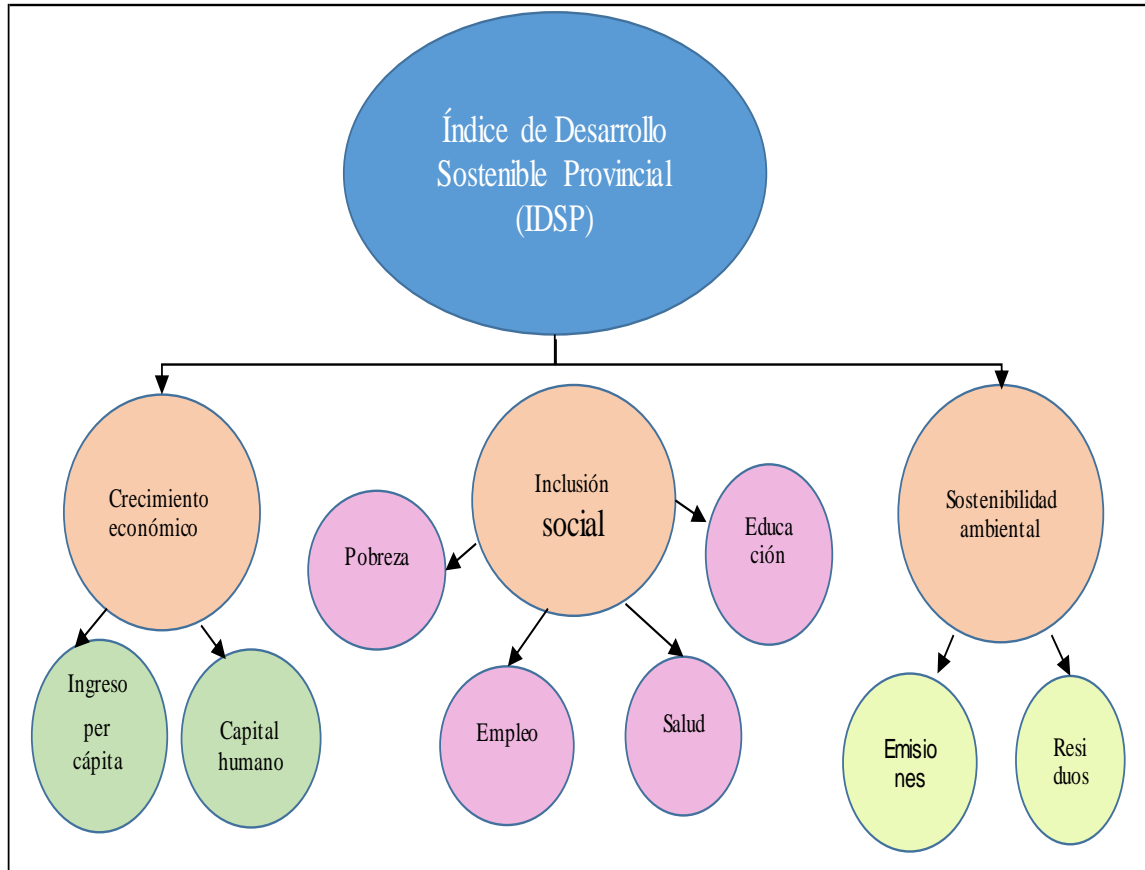 Índice de Desarrollo
Sostenible Provincial
(IDSP)
Crecimiento
económico
Inclusión
social
Sostenibilidad
ambiental
Pobreza
Educa
ción
Ingreso
per
cápita
Capital
humano
Empleo
Salud
Emisio
nes
Resi
duos